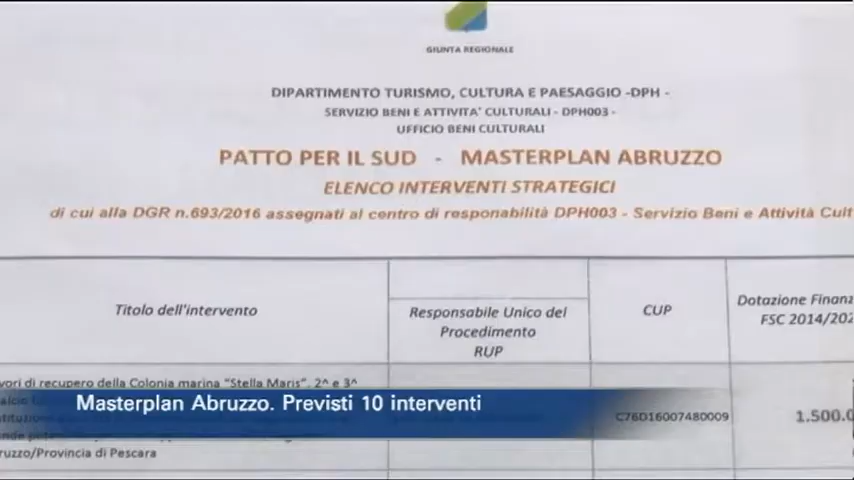 GIUNTA REGIONALE
DIPARTIMENTO TURISMO, CULTURA E PAESAGGIO -DPH -
SERVIZIO BENI E ATTIVITA' CULTURALI - DPH003 -
UFFICIO BENI CULTURALI
PATTO PER IL SUD - MASTERPLAN ABRUZZO
ELENCO INTERVENTI STRATEGICI
di cui alla DGR n.693/2016 assegnati al centro di responsabilità DPH003 - Servizio Beni e Attività Cult
Titolo dell'intervento
Responsabile Unico del
Procedimento
RUP
CUP
Dotazione Finanz
FSC 2014/202
vori di recupero della Colonia marina "Stella Maris". 2^ e 3^
Masterplan Abruzzo. Previsti 10 interventi
C76D16007480009
1.500.0
ruzzo/Provincia di Pescara